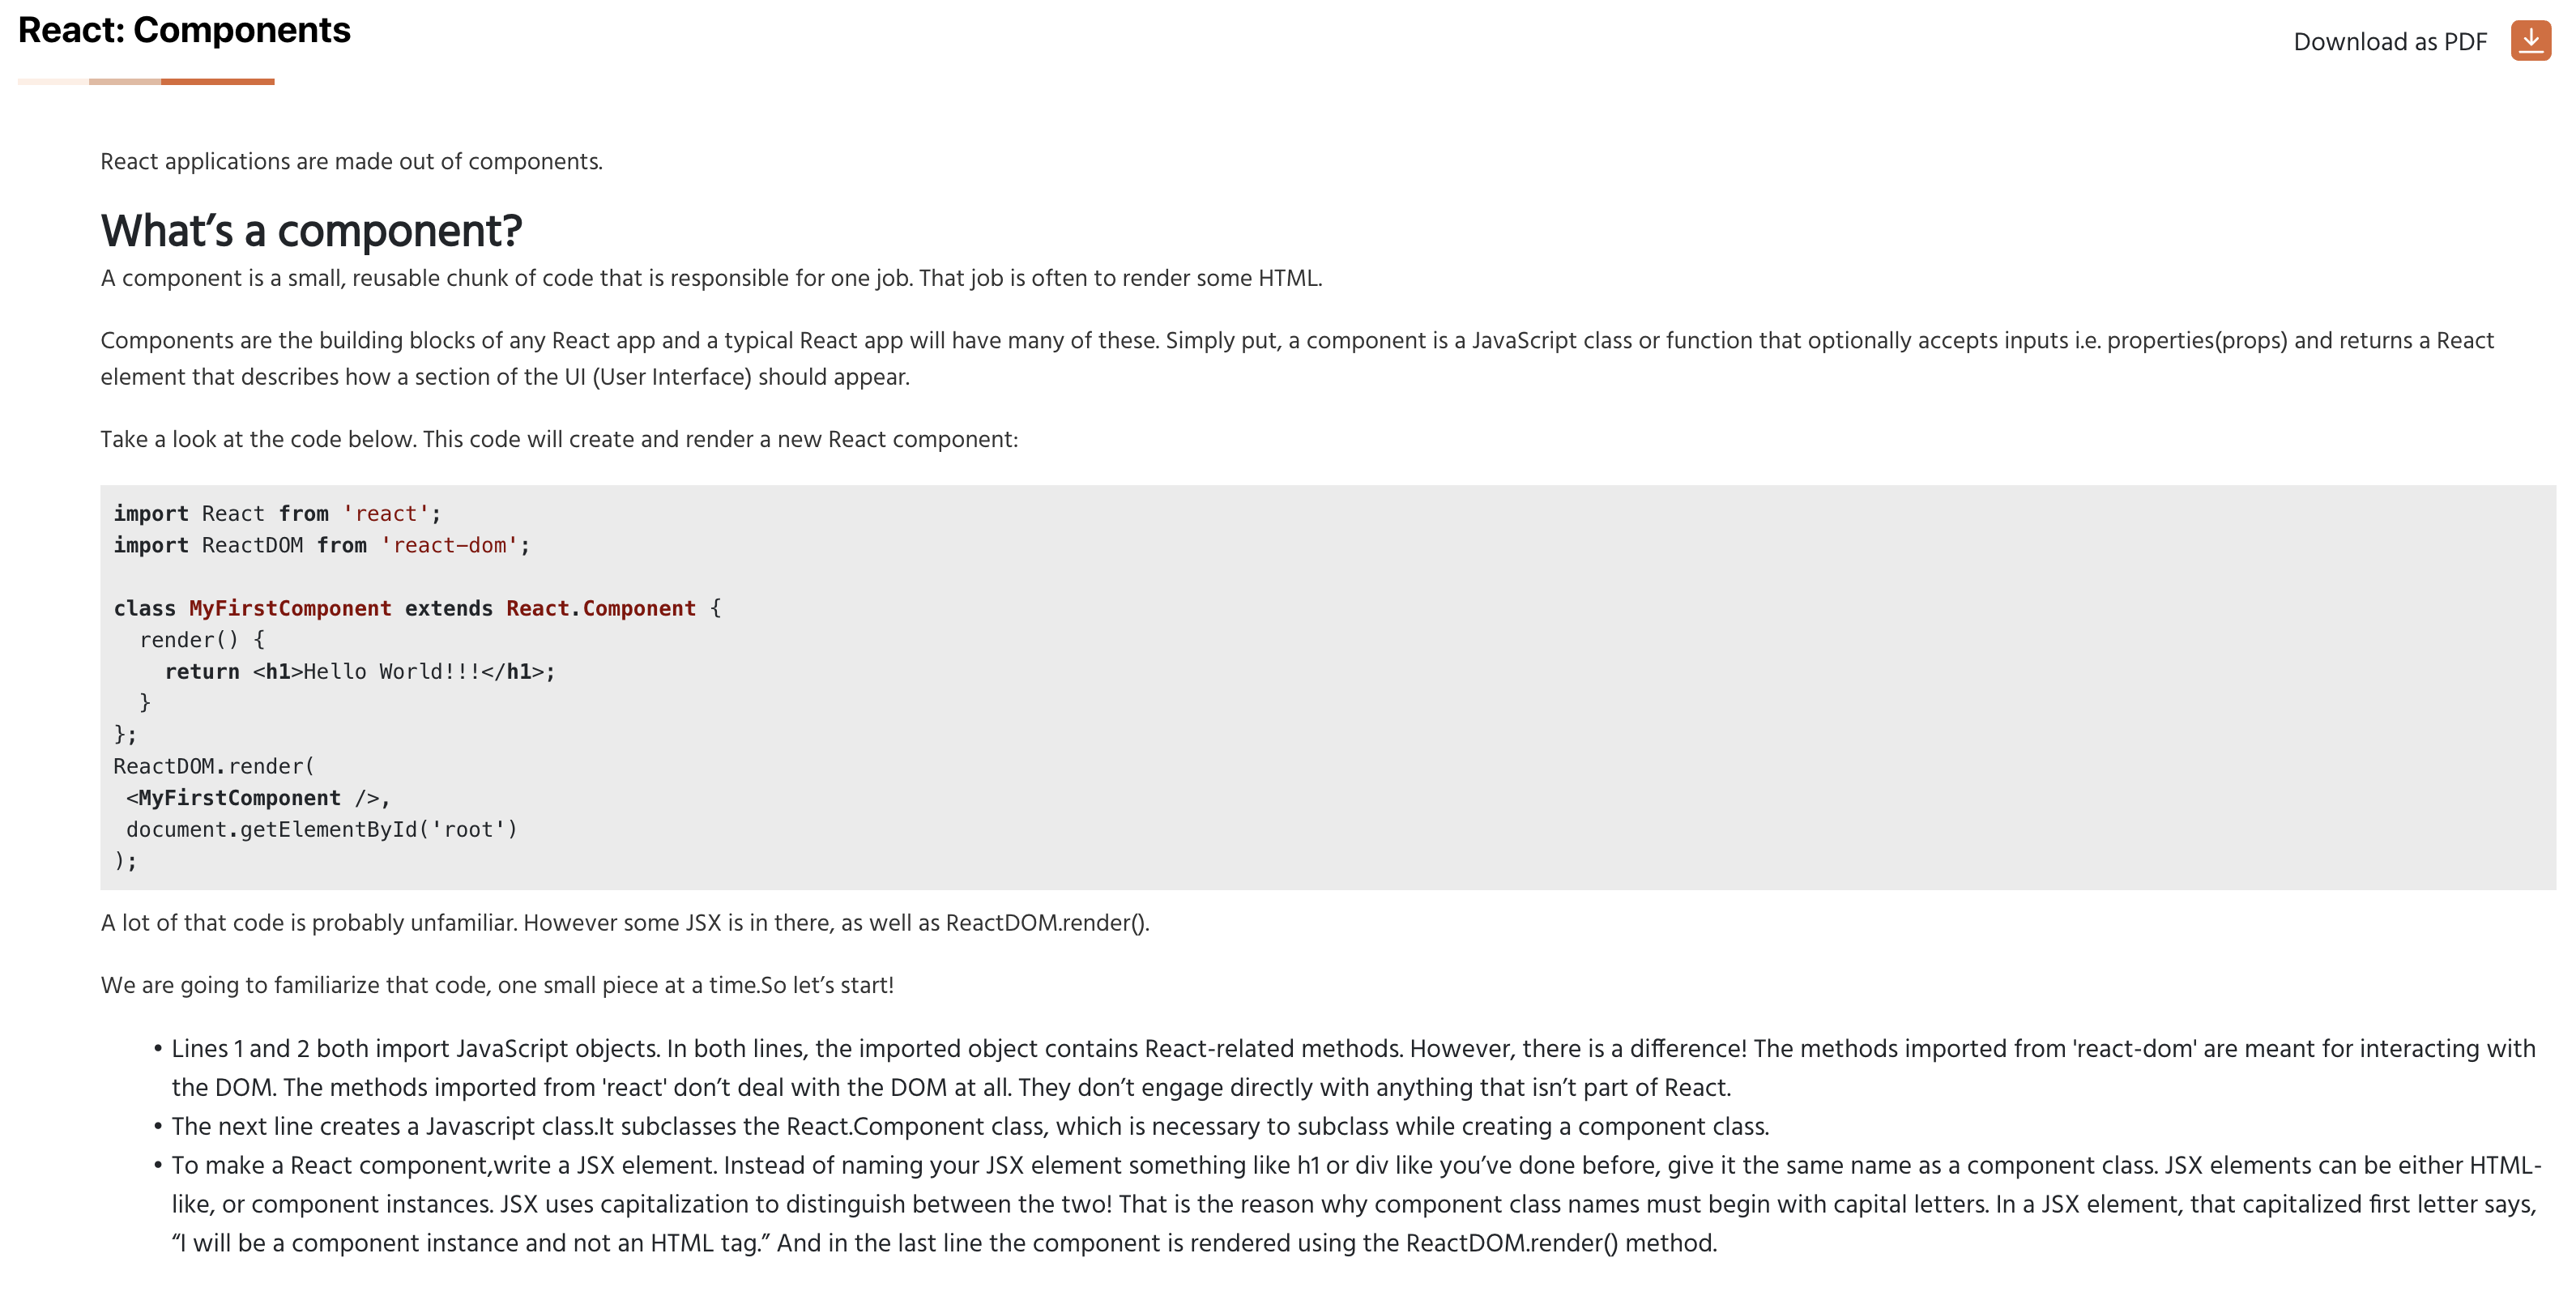 React: Components
Download as PDF
React applications are made out of components.
What’s a component?
A component is a small, reusable chunk of code that is responsible for one job. That job is often to render some HTML.
Components are the building blocks of any React app and a typical React app will have many of these. Simply put, a component is a JavaScript class or function that optionally accepts inputs i.e. properties(props) and returns a React
element that describes how a section of the UI (User Interface) should appear.
Take a look at the code below. This code will create and render a new React component:
import React from 'react';
import ReactDOM from 'react-dom';
class MyFirstComponent extends React.Component {
  render() {
    return <h1>Hello World!!!</h1>;
  }
};
ReactDOM.render(
 <MyFirstComponent />,
 document.getElementById('root')
);
A lot of that code is probably unfamiliar. However some JSX is in there, as well as ReactDOM.render().
We are going to familiarize that code, one small piece at a time.So let’s start!
• Lines 1 and 2 both import JavaScript objects. In both lines, the imported object contains React-related methods. However, there is a difference! The methods imported from 'react-dom' are meant for interacting with
the DOM. The methods imported from 'react' don’t deal with the DOM at all. They don’t engage directly with anything that isn’t part of React.
• The next line creates a Javascript class.It subclasses the React.Component class, which is necessary to subclass while creating a component class.
• To make a React component,write a JSX element. Instead of naming your JSX element something like h1 or div like you’ve done before, give it the same name as a component class. JSX elements can be either HTML-
like, or component instances. JSX uses capitalization to distinguish between the two! That is the reason why component class names must begin with capital letters. In a JSX element, that capitalized first letter says,
“I will be a component instance and not an HTML tag.” And in the last line the component is rendered using the ReactDOM.render() method.